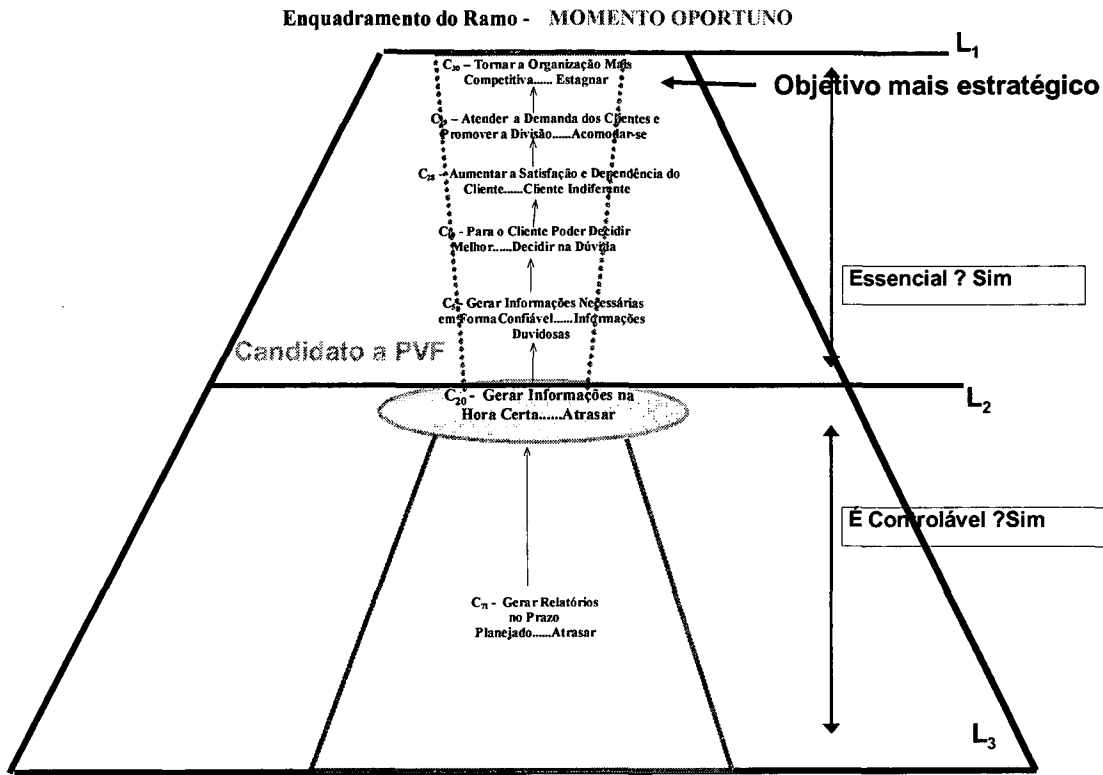 Enquadramento do Ramo - MOMENTO OPORTUNO
L₁
C₃₀ – Tornar a Organização Mais
Competitiva...... Estagnar
Objetivo mais estratégico
– Atender a Demanda dos Clientes e
Promover a Divisão......Acomodar-se
C₂₈ – Aumentar a Satisfação e Dependência do
Cliente......Cliente Indiferente
- Para o Cliente Poder Decidir
Melhor......Decidir na Dúvida
Essencial ? Sim
- Gerar Informações Necessárias
em Forma Confiável......Informações
Duvidosas
Candidato a PVF
L₂
C₂₀ - Gerar Informações na
Hora Certa......Atrasar
É Controlável ?Sim
C₇₁ - Gerar Relatórios
no Prazo
Planejado......Atrasar
L₃